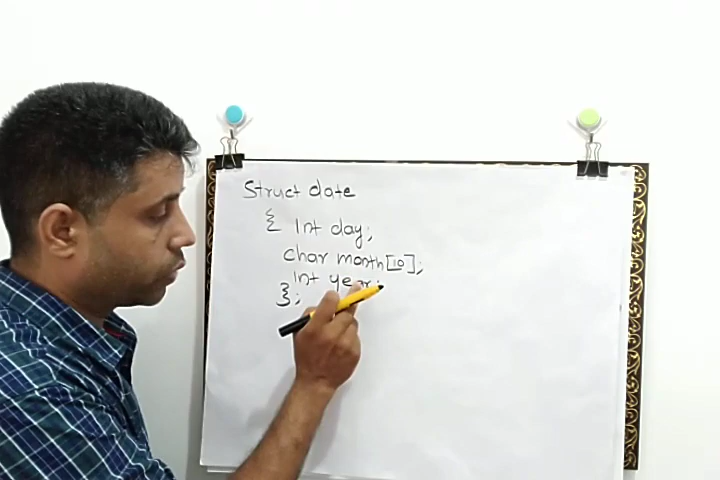 Struct date
{ Int day;
char month[10];
Int year;
};